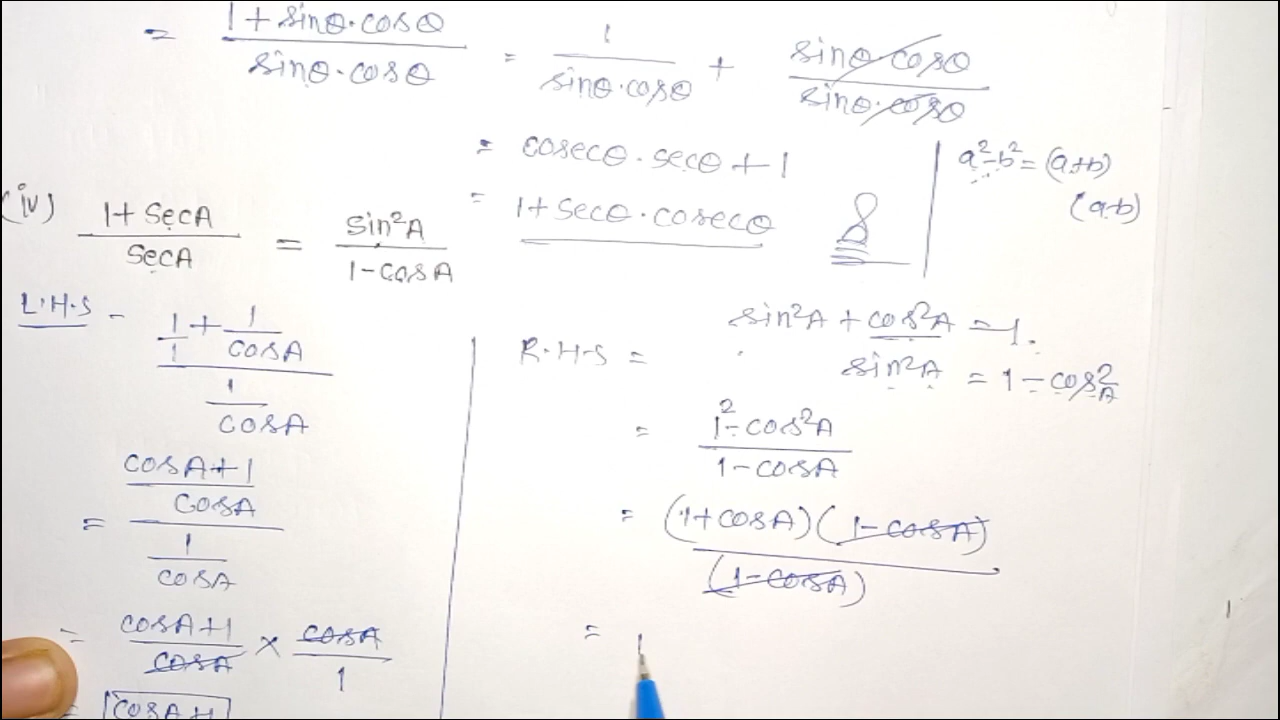 = 1 + sinθ·cosθ / sinθ·cosθ = 1 / sinθ·cosθ + sinθ·cosθ / sinθ·cosθ
= cosecθ · secθ + 1
= 1 + secθ · cosecθ
a² - b² = (a+b)
(a-b)
(iv) 1 + secA / secA = sin²A / 1 - cosA
L.H.S - 1/1 + 1/cosA / 1/cosA
= cosA + 1 / cosA / 1 / cosA
= cosA + 1 / cosA × cosA / 1
= cosA + 1
sin²A + cos²A = 1.
R.H.S =
sin²A = 1 - cos²A
= 1² - cos²A / 1 - cosA
= (1 + cosA) (1 - cosA) / (1 - cosA)
= 1